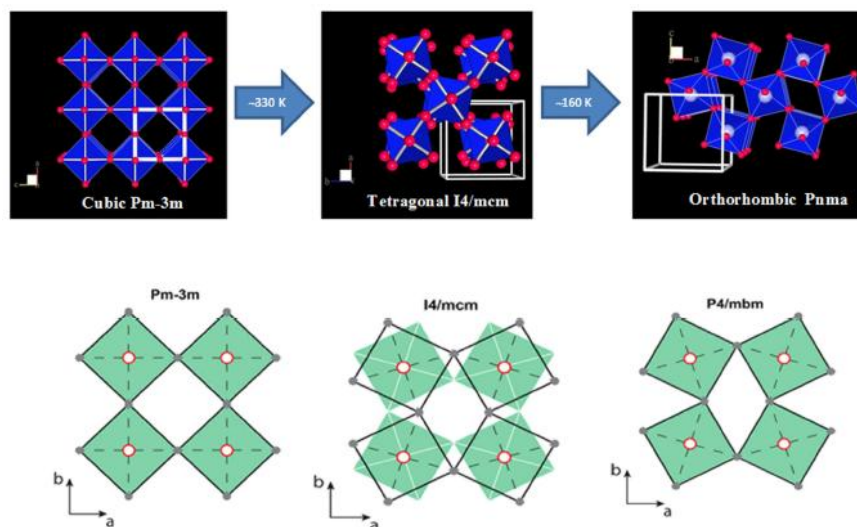 ~330 K
~160 K
c
a
b
a
c
a
Cubic Pm-3m
Tetragonal I4/mcm
Orthorhombic Pnma
Pm-3m
I4/mcm
P4/mbm
b
a
b
a
b
a